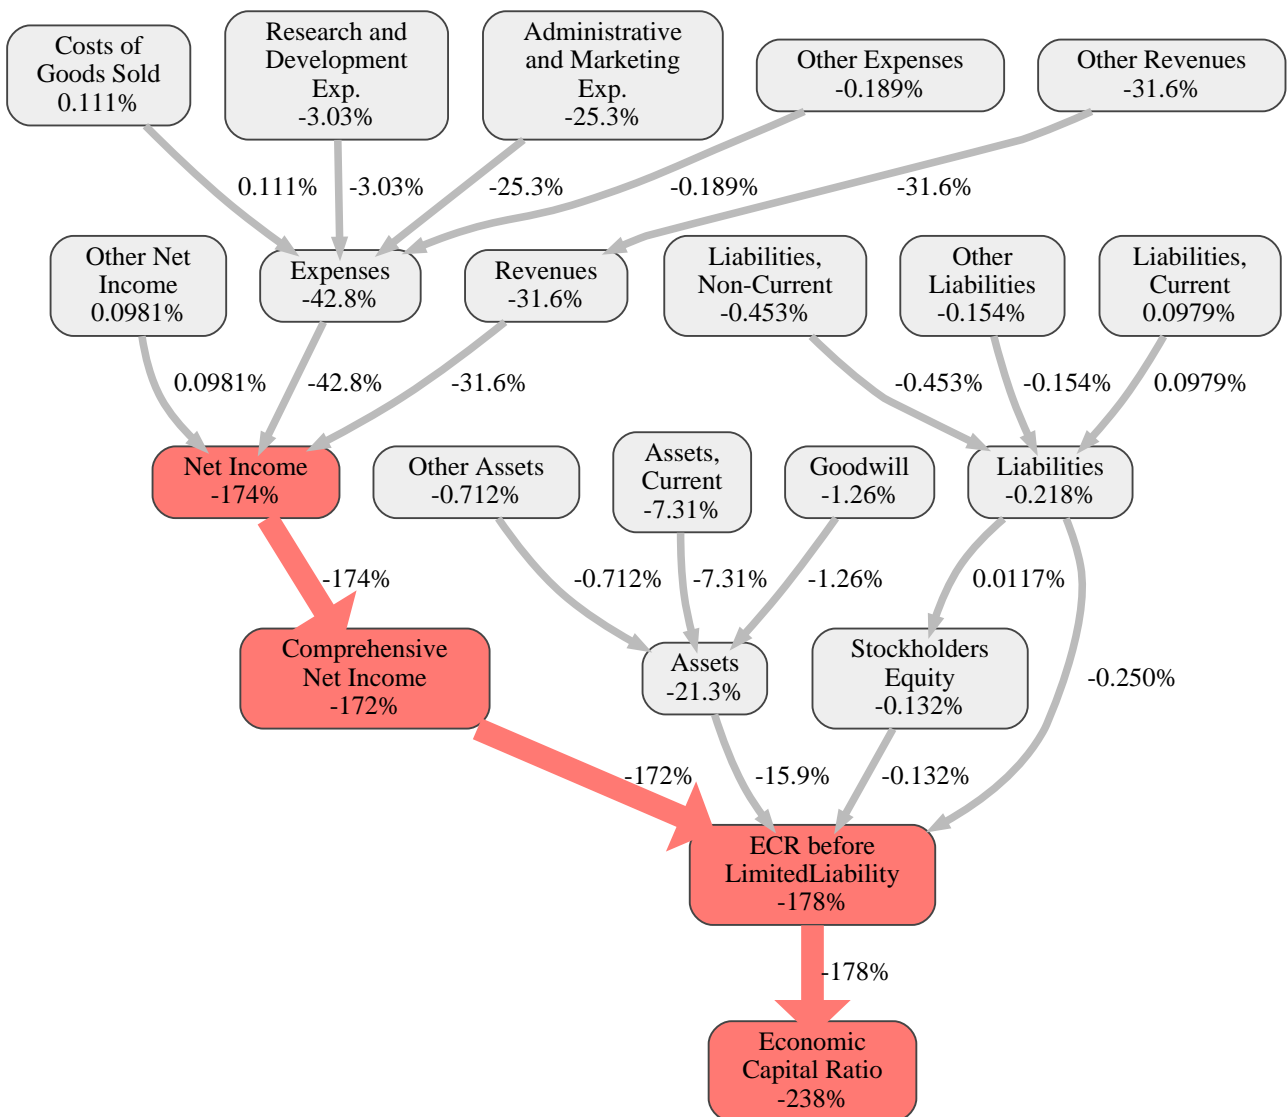 Costs of
Goods Sold
0.111%
Research and
Development
Exp.
-3.03%
Administrative
and Marketing
Exp.
-25.3%
Other Expenses
-0.189%
Other Revenues
-31.6%
0.111%
-3.03%
-25.3%
-0.189%
-31.6%
Other Net
Income
0.0981%
Expenses
-42.8%
Revenues
-31.6%
Liabilities,
Non-Current
-0.453%
Other
Liabilities
-0.154%
Liabilities,
Current
0.0979%
0.0981%
-42.8%
-31.6%
-0.453%
-0.154%
0.0979%
Net Income
-174%
Other Assets
-0.712%
Assets,
Current
-7.31%
Goodwill
-1.26%
Liabilities
-0.218%
-174%
-0.712%
-7.31%
-1.26%
0.0117%
Comprehensive
Net Income
-172%
Assets
-21.3%
Stockholders
Equity
-0.132%
-0.250%
-172%
-15.9%
-0.132%
ECR before
LimitedLiability
-178%
-178%
Economic
Capital Ratio
-238%